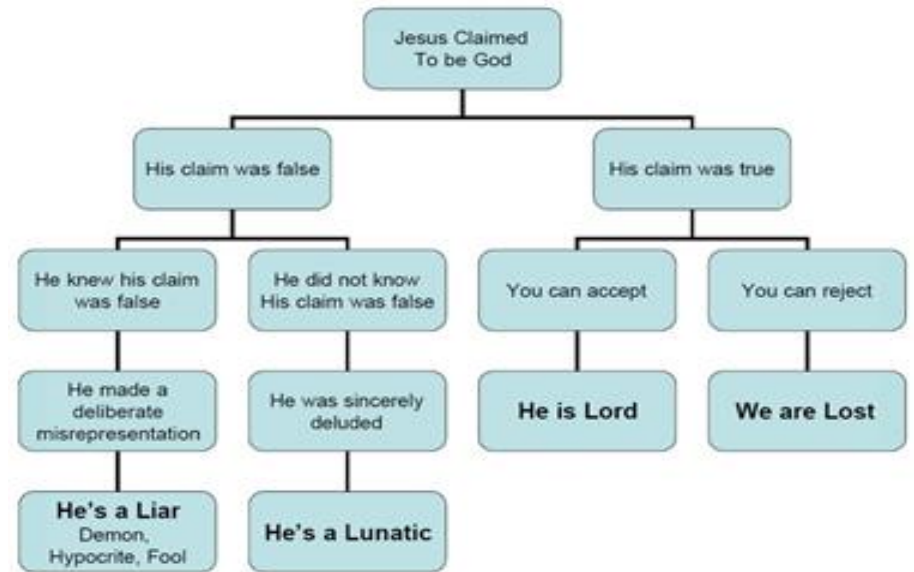 Jesus Claimed
To be God
His claim was false
His claim was true
He knew his claim
was false
He did not know
His claim was false
You can accept
You can reject
He made a
deliberate
misrepresentation
He was sincerely
deluded
He is Lord
We are Lost
He's a Liar
Demon,
Hypocrite, Fool
He's a Lunatic